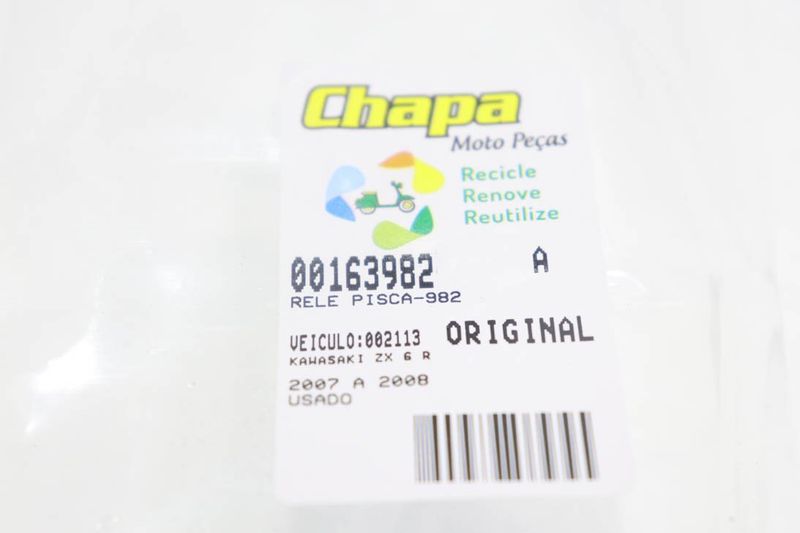 Chapa
Moto Peças
Recicle
Renove
Reutilize
00163982 A
RELE PISCA-982
VEICULO:002113 ORIGINAL
KAWASAKI ZX 6 R
2007 A 2008
USADO